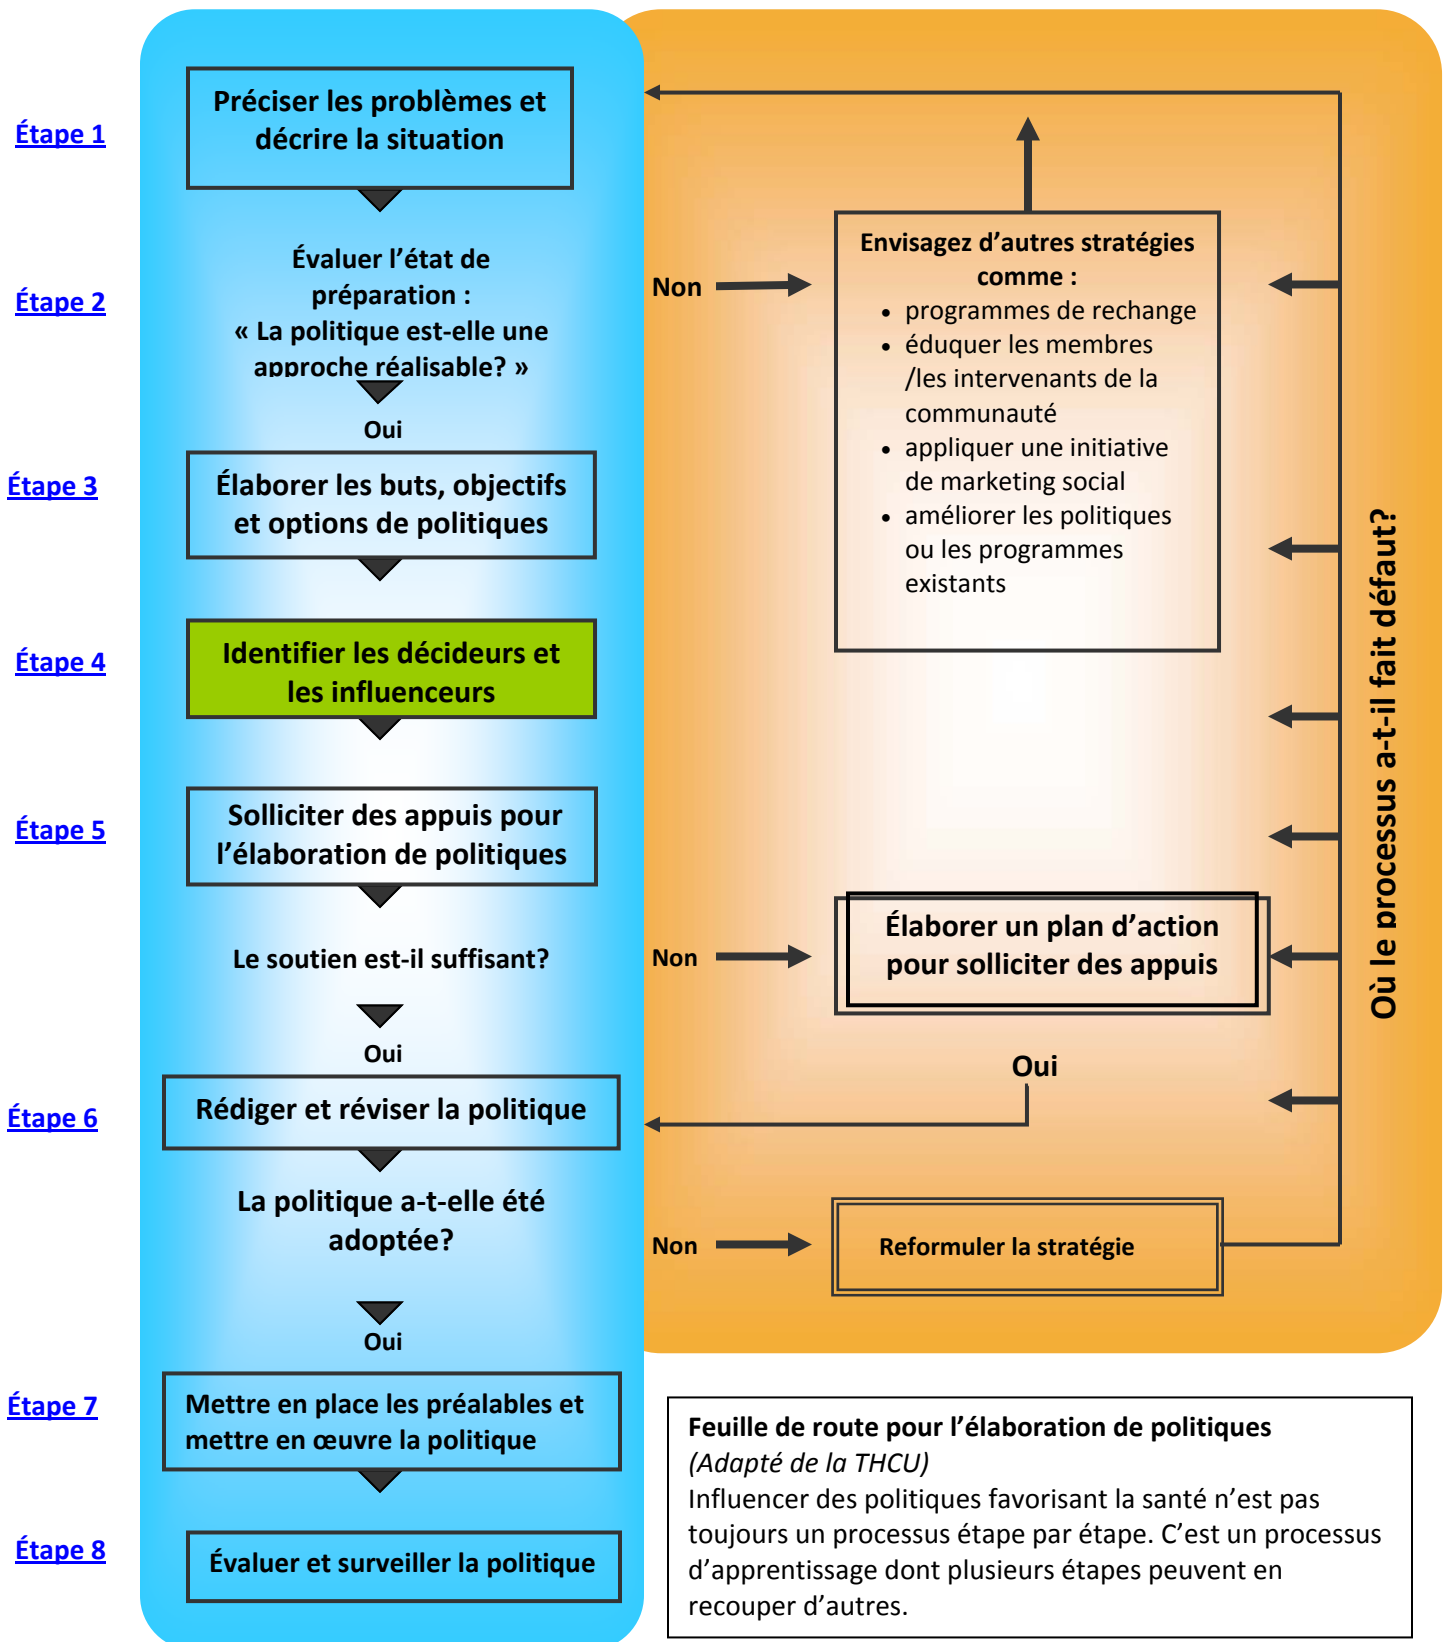 Étape 1
Préciser les problèmes et
décrire la situation
Étape 2
Évaluer l’état de
préparation :
« La politique est-elle une
approche réalisable? »
Non
Envisagez d’autres stratégies
comme :
• programmes de rechange
• éduquer les membres
/les intervenants de la
communauté
• appliquer une initiative
de marketing social
• améliorer les politiques
ou les programmes
existants
Oui
Étape 3
Élaborer les buts, objectifs
et options de politiques
Étape 4
Identifier les décideurs et
les influenceurs
Étape 5
Solliciter des appuis pour
l’élaboration de politiques
Le soutien est-il suffisant?
Non
Élaborer un plan d’action
pour solliciter des appuis
Oui
Oui
Étape 6
Rédiger et réviser la politique
La politique a-t-elle été
adoptée?
Non
Reformuler la stratégie
Où le processus a-t-il fait défaut?
Oui
Étape 7
Mettre en place les préalables et
mettre en œuvre la politique
Étape 8
Évaluer et surveiller la politique
Feuille de route pour l’élaboration de politiques
(Adapté de la THCU)
Influencer des politiques favorisant la santé n’est pas
toujours un processus étape par étape. C’est un processus
d’apprentissage dont plusieurs étapes peuvent en
recouper d’autres.